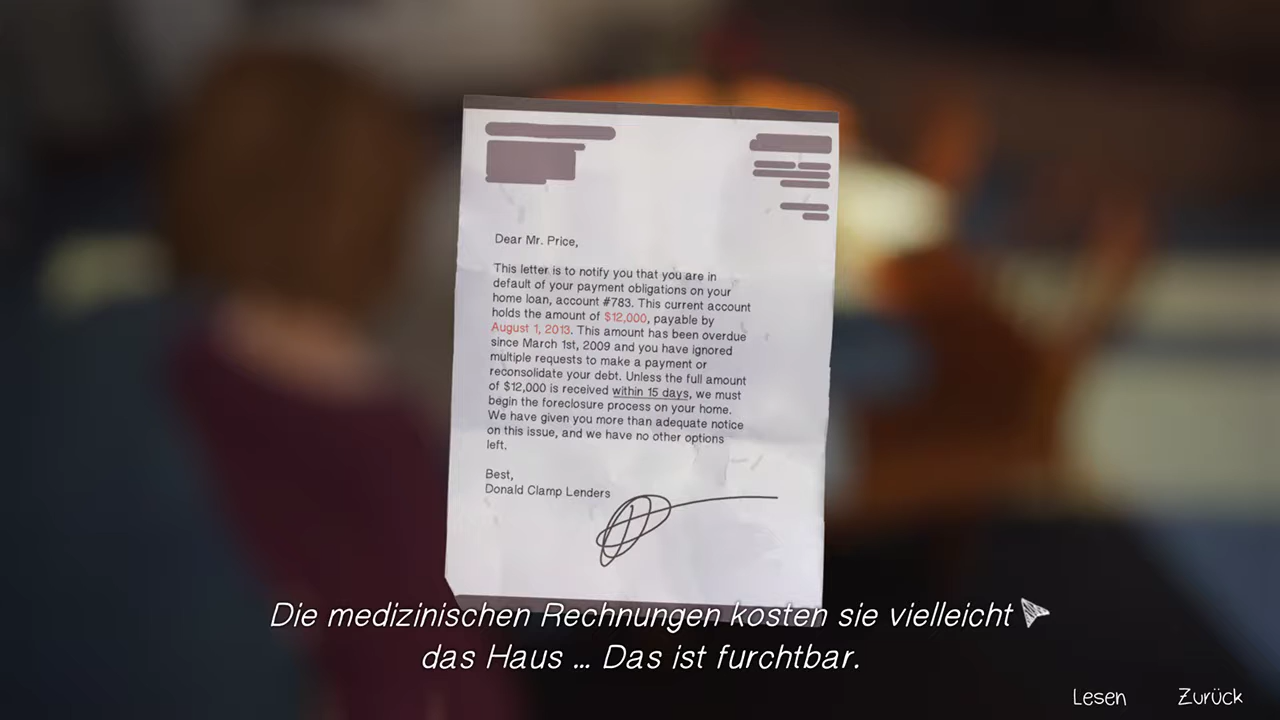 Dear Mr. Price,
This letter is to notify you that you are in
default of your payment obligations on your
home loan, account #783. This current account
holds the amount of $12,000, payable by
August 1, 2013. This amount has been overdue
since March 1st, 2009 and you have ignored
multiple requests to make a payment or
reconsolidate your debt. Unless the full amount
of $12,000 is received within 15 days, we must
begin the foreclosure process on your home.
We have given you more than adequate notice
on this issue, and we have no other options
left.
Best,
Donald Clamp Lenders
Die medizinischen Rechnungen kosten sie vielleicht
das Haus ... Das ist furchtbar.
Lesen Zurück